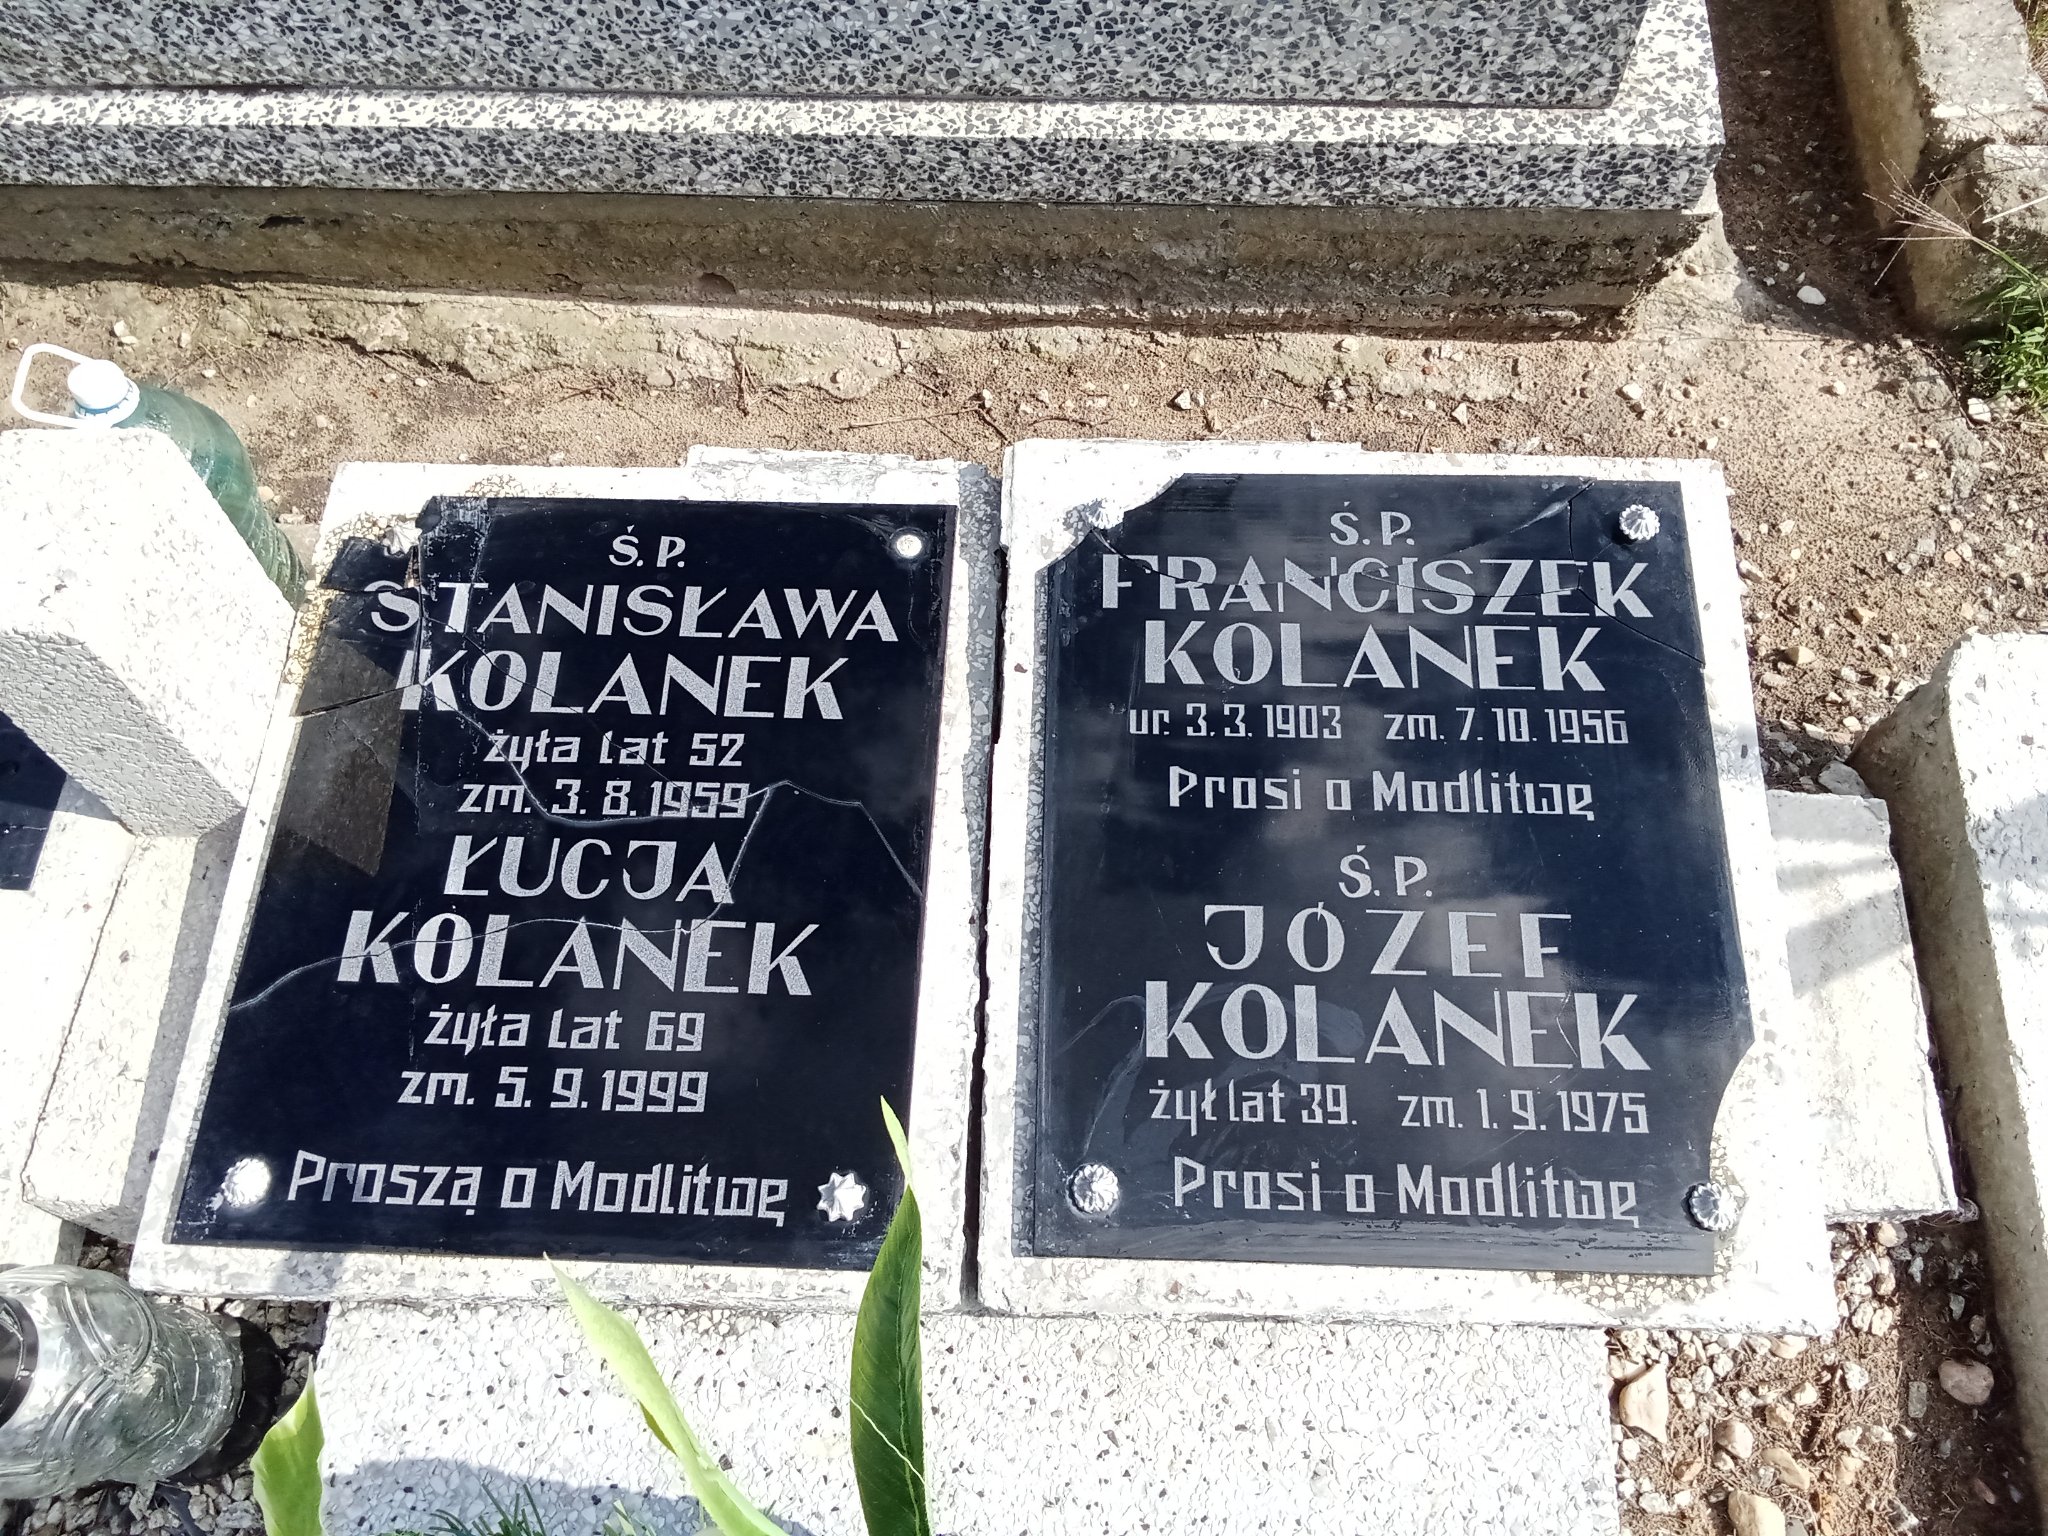 Ś. P.
STANISŁAWA
KOLANEK
żyła lat 52
zm. 3. 8. 1959
ŁUCJA
KOLANEK
żyła lat 69
zm. 5. 9. 1999
Proszą o Modlitwę
Ś. P.
FRANCISZEK
KOLANEK
ur. 3. 3. 1903 zm. 7. 10. 1956
Prosi o Modlitwę
Ś. P.
JÓZEF
KOLANEK
żył lat 39. zm. 1. 9. 1975
Prosi o Modlitwę